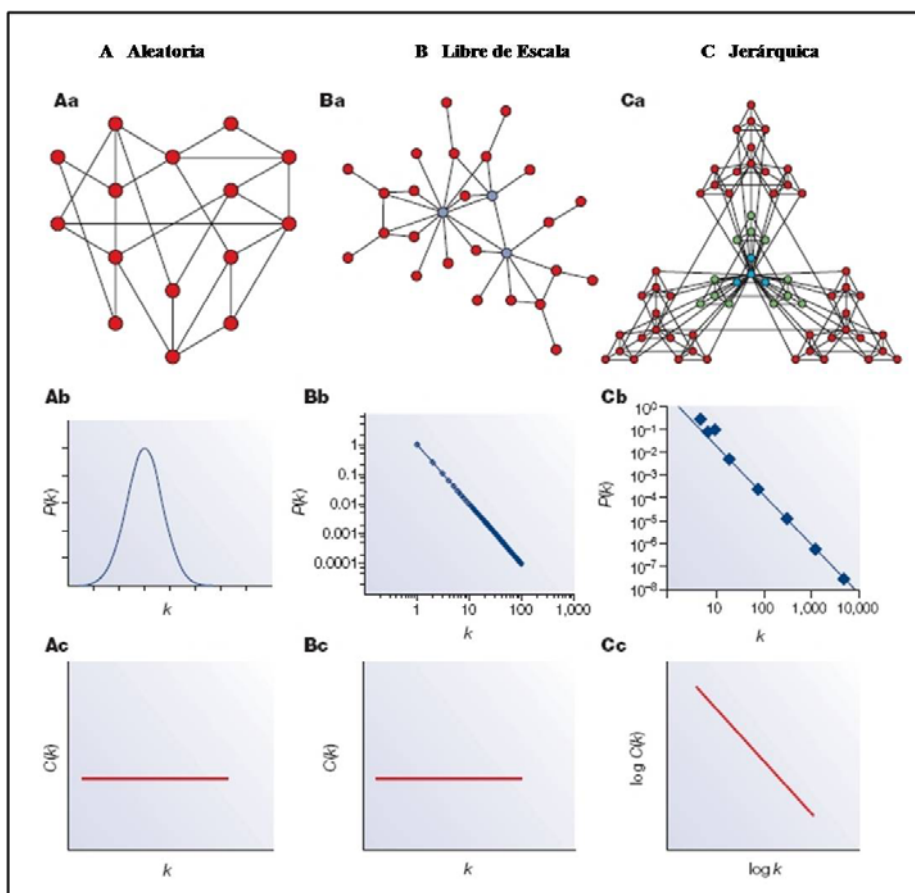 A Aleatoria
B Libre de Escala
C Jerárquica
Aa
Ba
Ca
Ab
P(k)
k
Bb
1
0.1
0.01
0.001
0.0001
P(k)
1
10
100
1,000
k
Cb
10⁰
10⁻¹
10⁻²
10⁻³
10⁻⁴
10⁻⁵
10⁻⁶
10⁻⁷
10⁻⁸
P(k)
10
100
1,000
10,000
k
Ac
C(k)
k
Bc
C(k)
k
Cc
log C(k)
log k